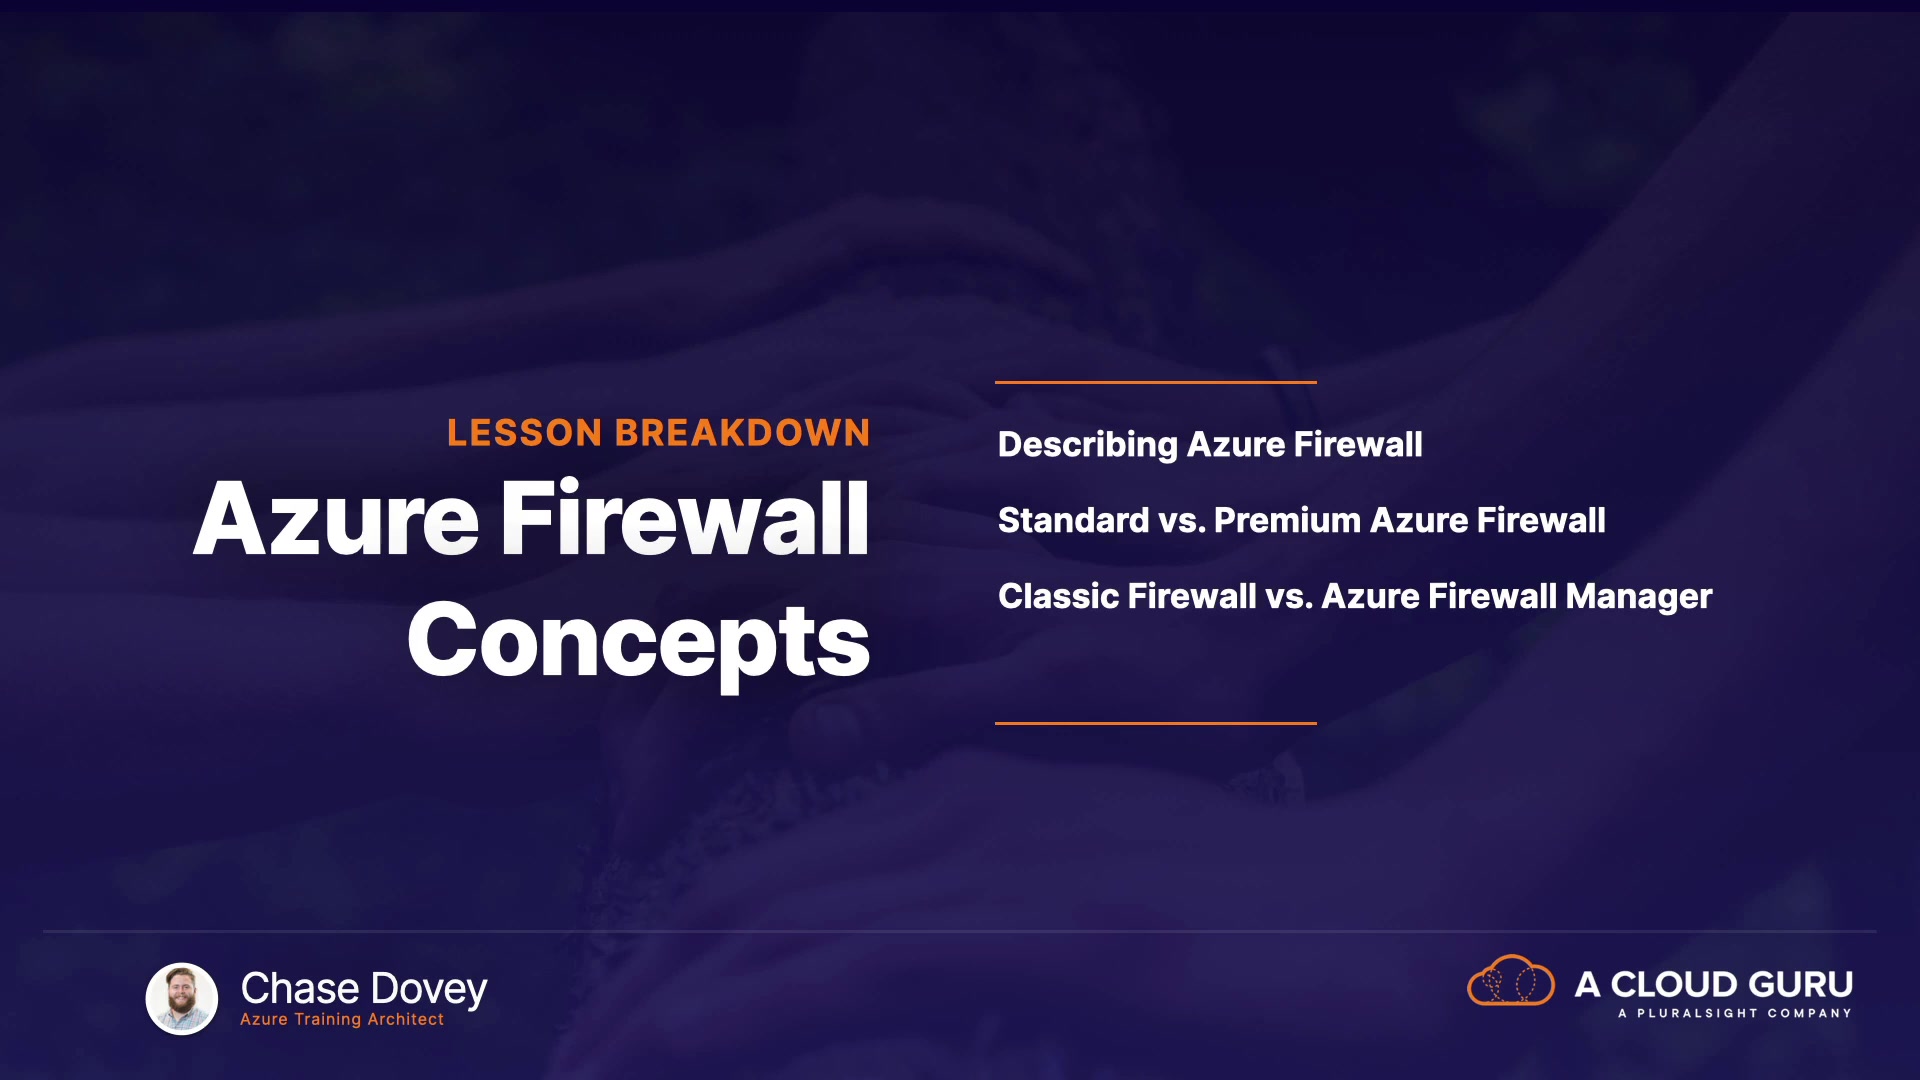 LESSON BREAKDOWN
Azure Firewall
Concepts
Describing Azure Firewall
Standard vs. Premium Azure Firewall
Classic Firewall vs. Azure Firewall Manager
Chase Dovey
Azure Training Architect
A CLOUD GURU
A PLURALSIGHT COMPANY